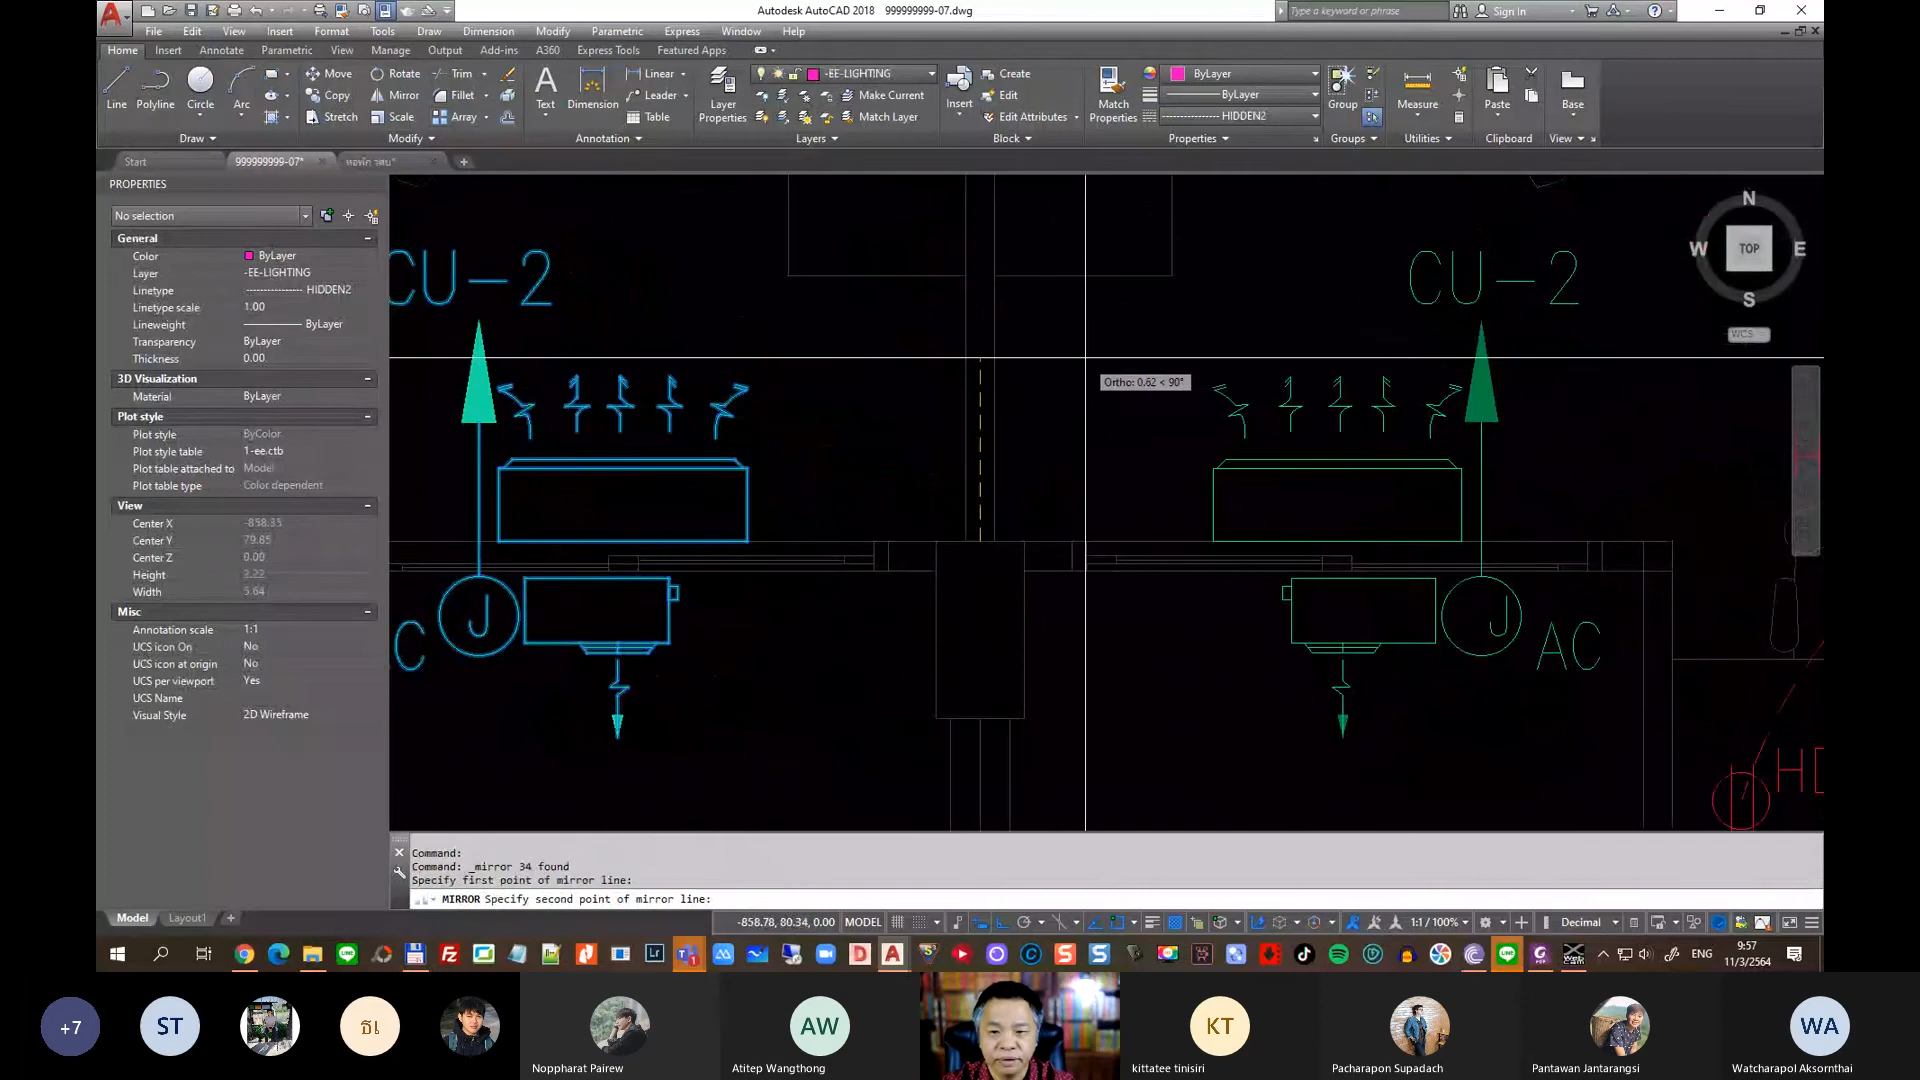 Autodesk AutoCAD 2018 999999999-07.dwg
Type a keyword or phrase
Sign In
File Edit View Insert Format Tools Draw Dimension Modify Parametric Express Window Help
Home Insert Annotate Parametric View Manage Output Add-ins A360 Express Tools Featured Apps
Line Polyline Circle Arc
Move Rotate Trim
Copy Mirror Fillet
Stretch Scale Array
Text Dimension
Linear
Leader
Table
Layer Properties
-EE-LIGHTING
Make Current
Match Layer
Insert
Create
Edit
Edit Attributes
Match Properties
ByLayer
ByLayer
HIDDEN2
Group
Measure
Paste
Base
Draw Modify Annotation Layers Block Properties Groups Utilities Clipboard View
Start 999999999-07* หอพัก วสบ*
PROPERTIES
No selection
General
Color ByLayer
Layer -EE-LIGHTING
Linetype HIDDEN2
Linetype scale 1.00
Lineweight ByLayer
Transparency ByLayer
Thickness 0.00
3D Visualization
Material ByLayer
Plot style
Plot style ByColor
Plot style table 1-ee.ctb
Plot table attached to Model
Plot table type Color dependent
View
Center X -858.35
Center Y 79.85
Center Z 0.00
Height 2.22
Width 5.64
Misc
Annotation scale 1:1
UCS icon On No
UCS icon at origin No
UCS per viewport Yes
UCS Name
Visual Style 2D Wireframe
CU-2
CU-2
N
W TOP E
S
WCS
Ortho: 0.62 < 90°
C J
J AC
Command:
Command: _mirror 34 found
Specify first point of mirror line:
MIRROR Specify second point of mirror line:
Model Layout1
-858.78, 80.34, 0.00 MODEL
1:1 / 100%
Decimal
ENG
9:57
11/3/2564
+7
ST
ธเ
Noppharat Pairew
AW
Atitep Wangthong
KT
kittatee tinisiri
Pacharapon Supadach
Pantawan Jantarangsi
WA
Watcharapol Aksornthai